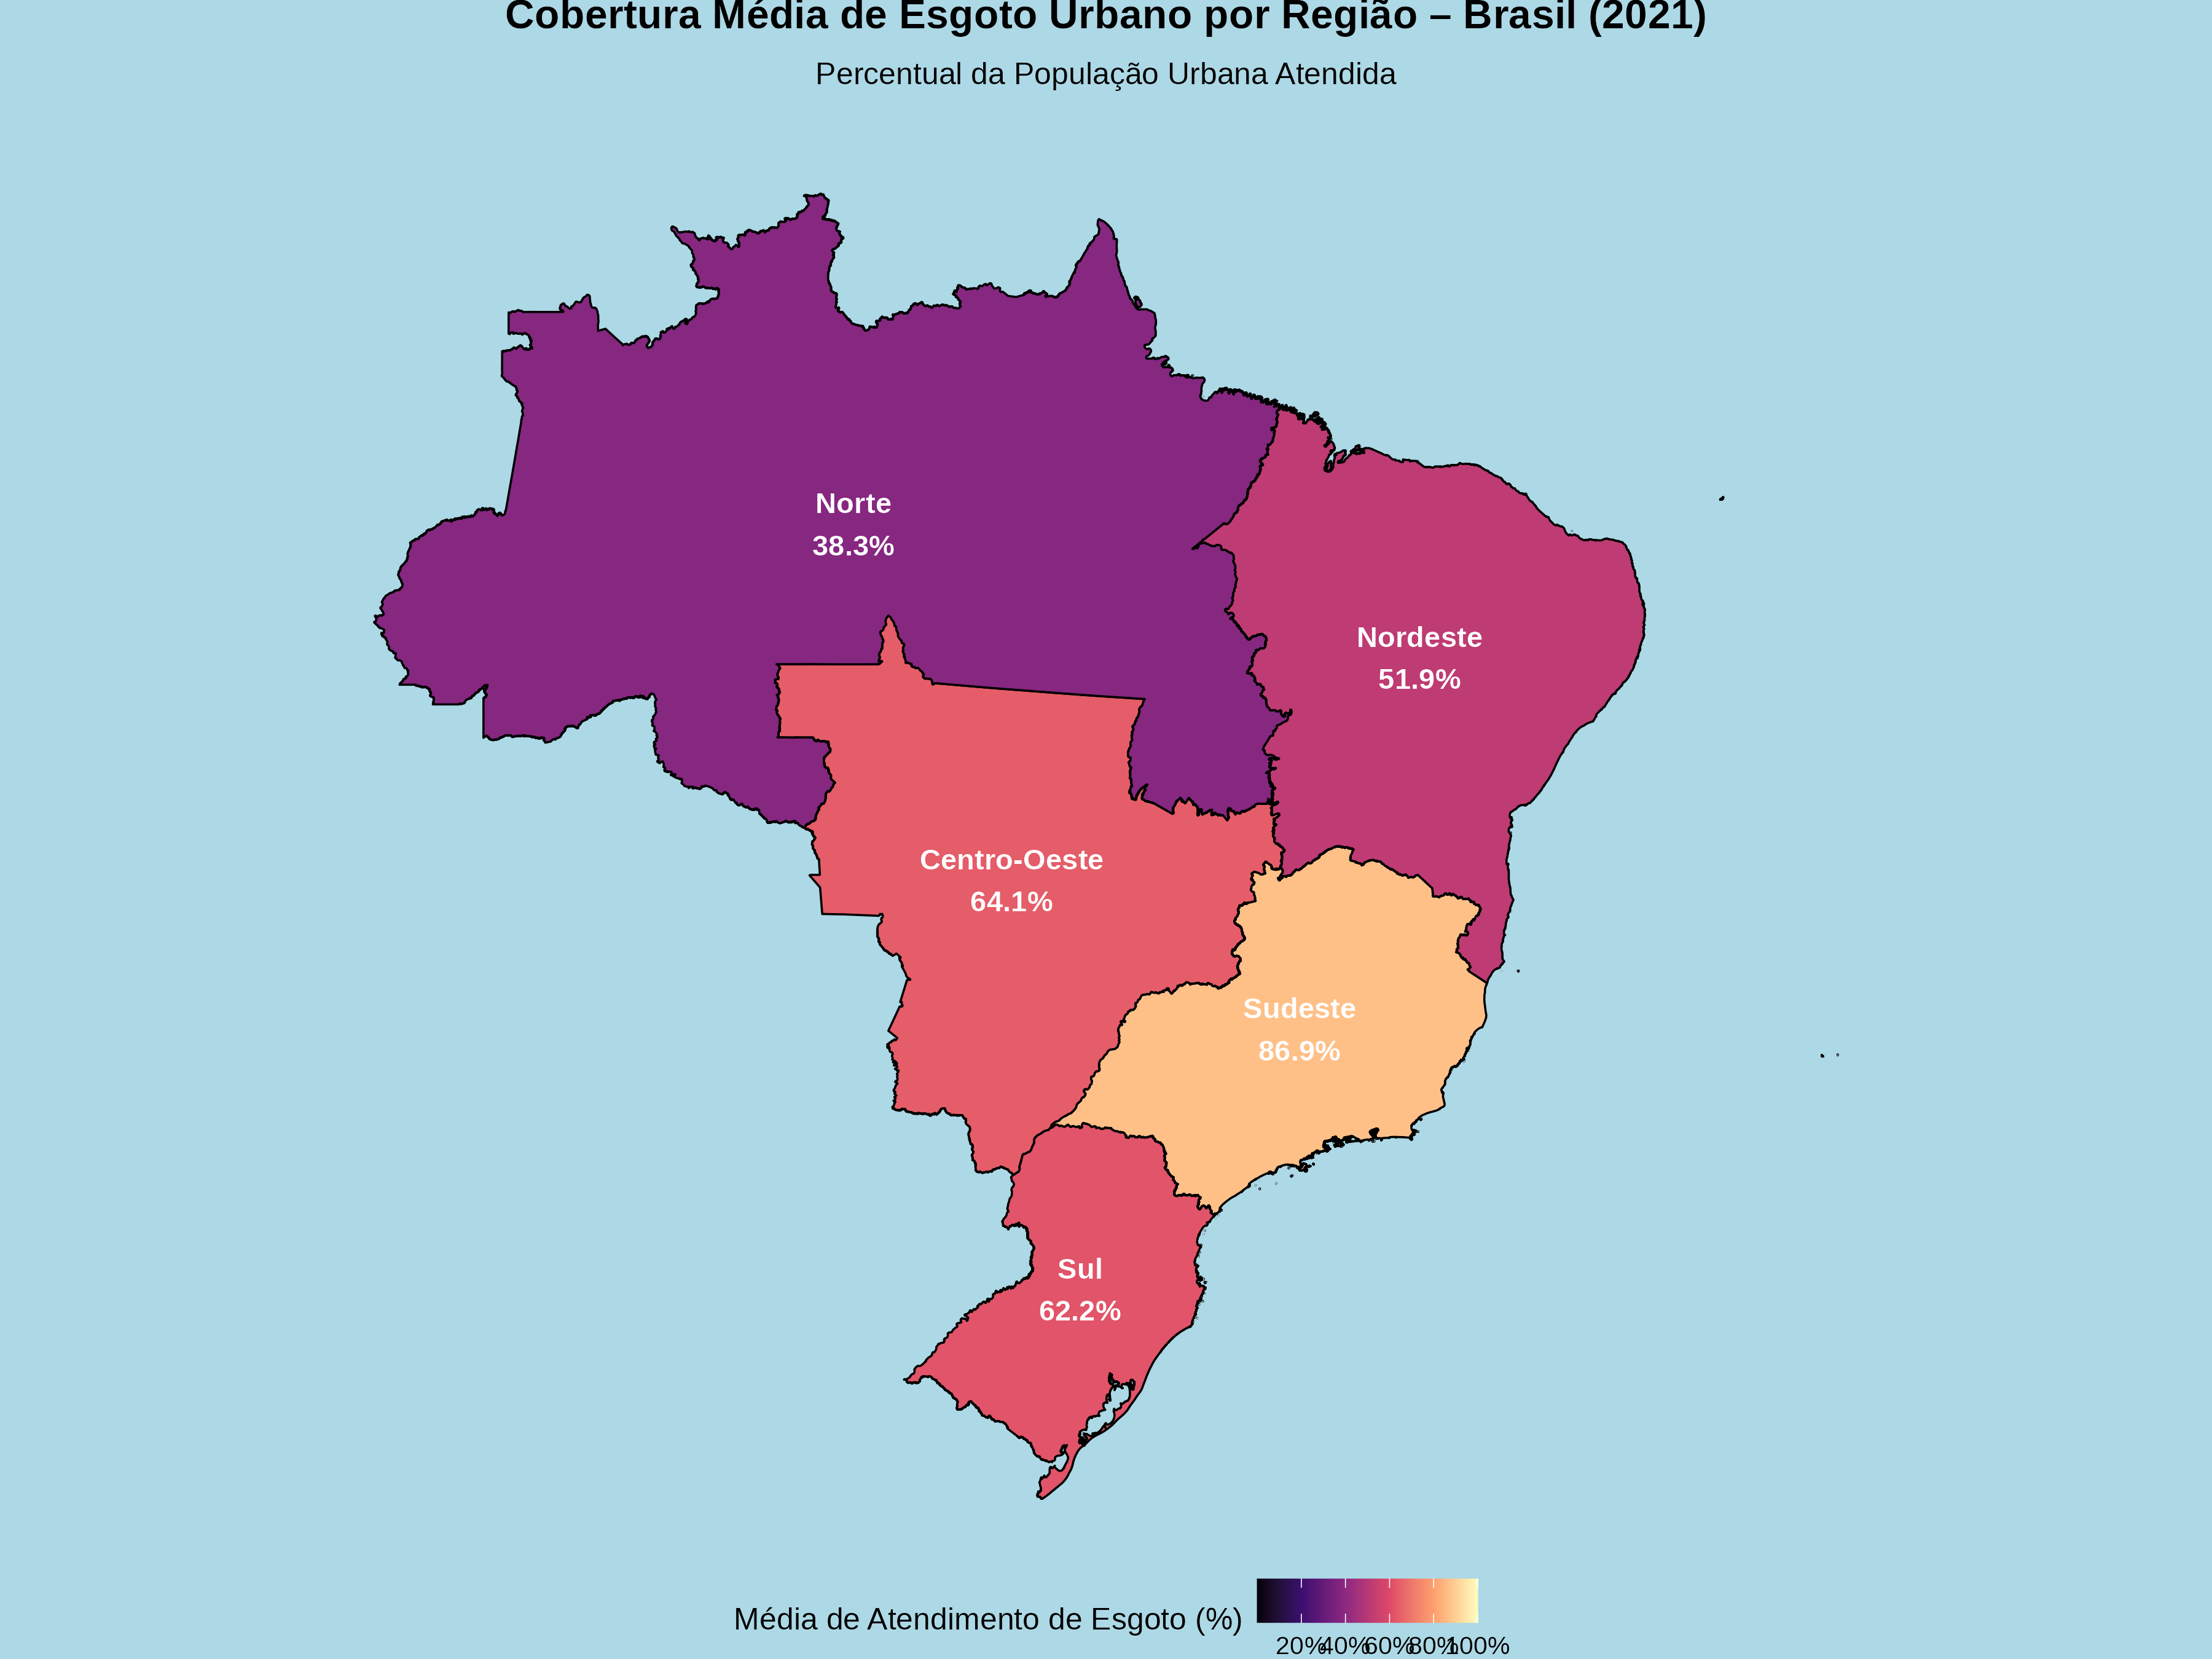 Cobertura Média de Esgoto Urbano por Região – Brasil (2021)
Percentual da População Urbana Atendida
Norte
38.3%
Nordeste
51.9%
Centro-Oeste
64.1%
Sudeste
86.9%
Sul
62.2%
Média de Atendimento de Esgoto (%)
20% 40% 60% 80% 100%